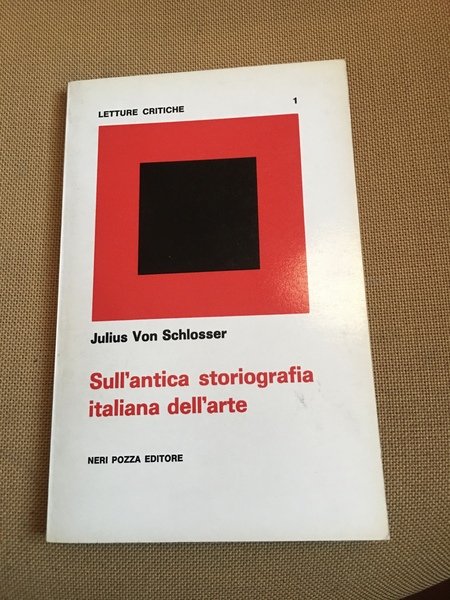 LETTURE CRITICHE 1
Julius Von Schlosser
Sull'antica storiografia
italiana dell'arte
NERI POZZA EDITORE